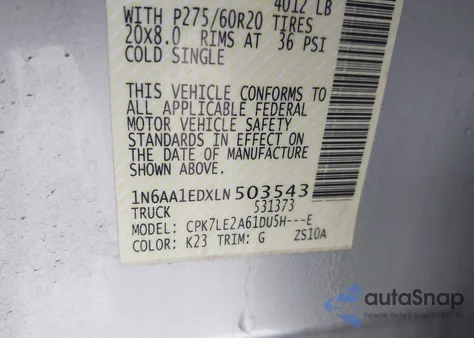 4012 LB
WITH P275/60R20 TIRES
20X8.0 RIMS AT 36 PSI
COLD SINGLE
THIS VEHICLE CONFORMS TO
ALL APPLICABLE FEDERAL
MOTOR VEHICLE SAFETY
STANDARDS IN EFFECT ON
THE DATE OF MANUFACTURE
SHOWN ABOVE.
1N6AA1EDXLN503543
TRUCK 531373
MODEL: CPK7LE2A61DU5H---E
COLOR: K23 TRIM: G ZS10A
autoSnap